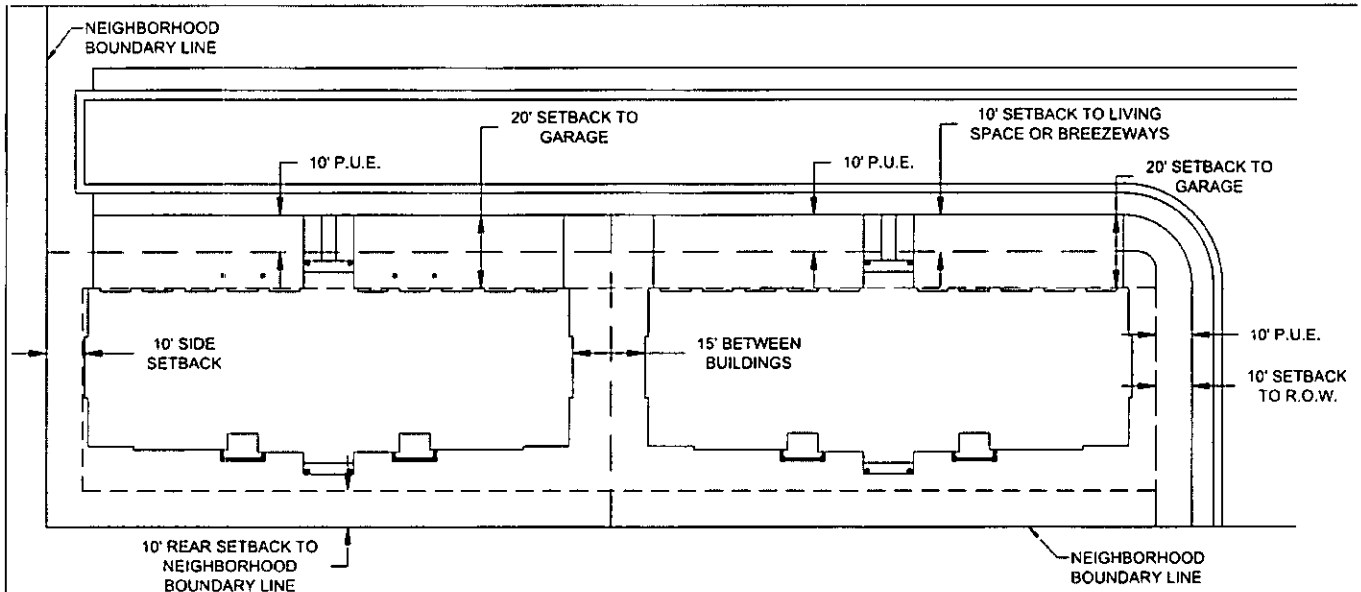 NEIGHBORHOOD
BOUNDARY LINE
20' SETBACK TO
GARAGE
10' SETBACK TO LIVING
SPACE OR BREEZEWAYS
10' P.U.E.
10' P.U.E.
20' SETBACK TO
GARAGE
10' SIDE
SETBACK
15' BETWEEN
BUILDINGS
10' P.U.E.
10' SETBACK
TO R.O.W.
10' REAR SETBACK TO
NEIGHBORHOOD
BOUNDARY LINE
NEIGHBORHOOD
BOUNDARY LINE